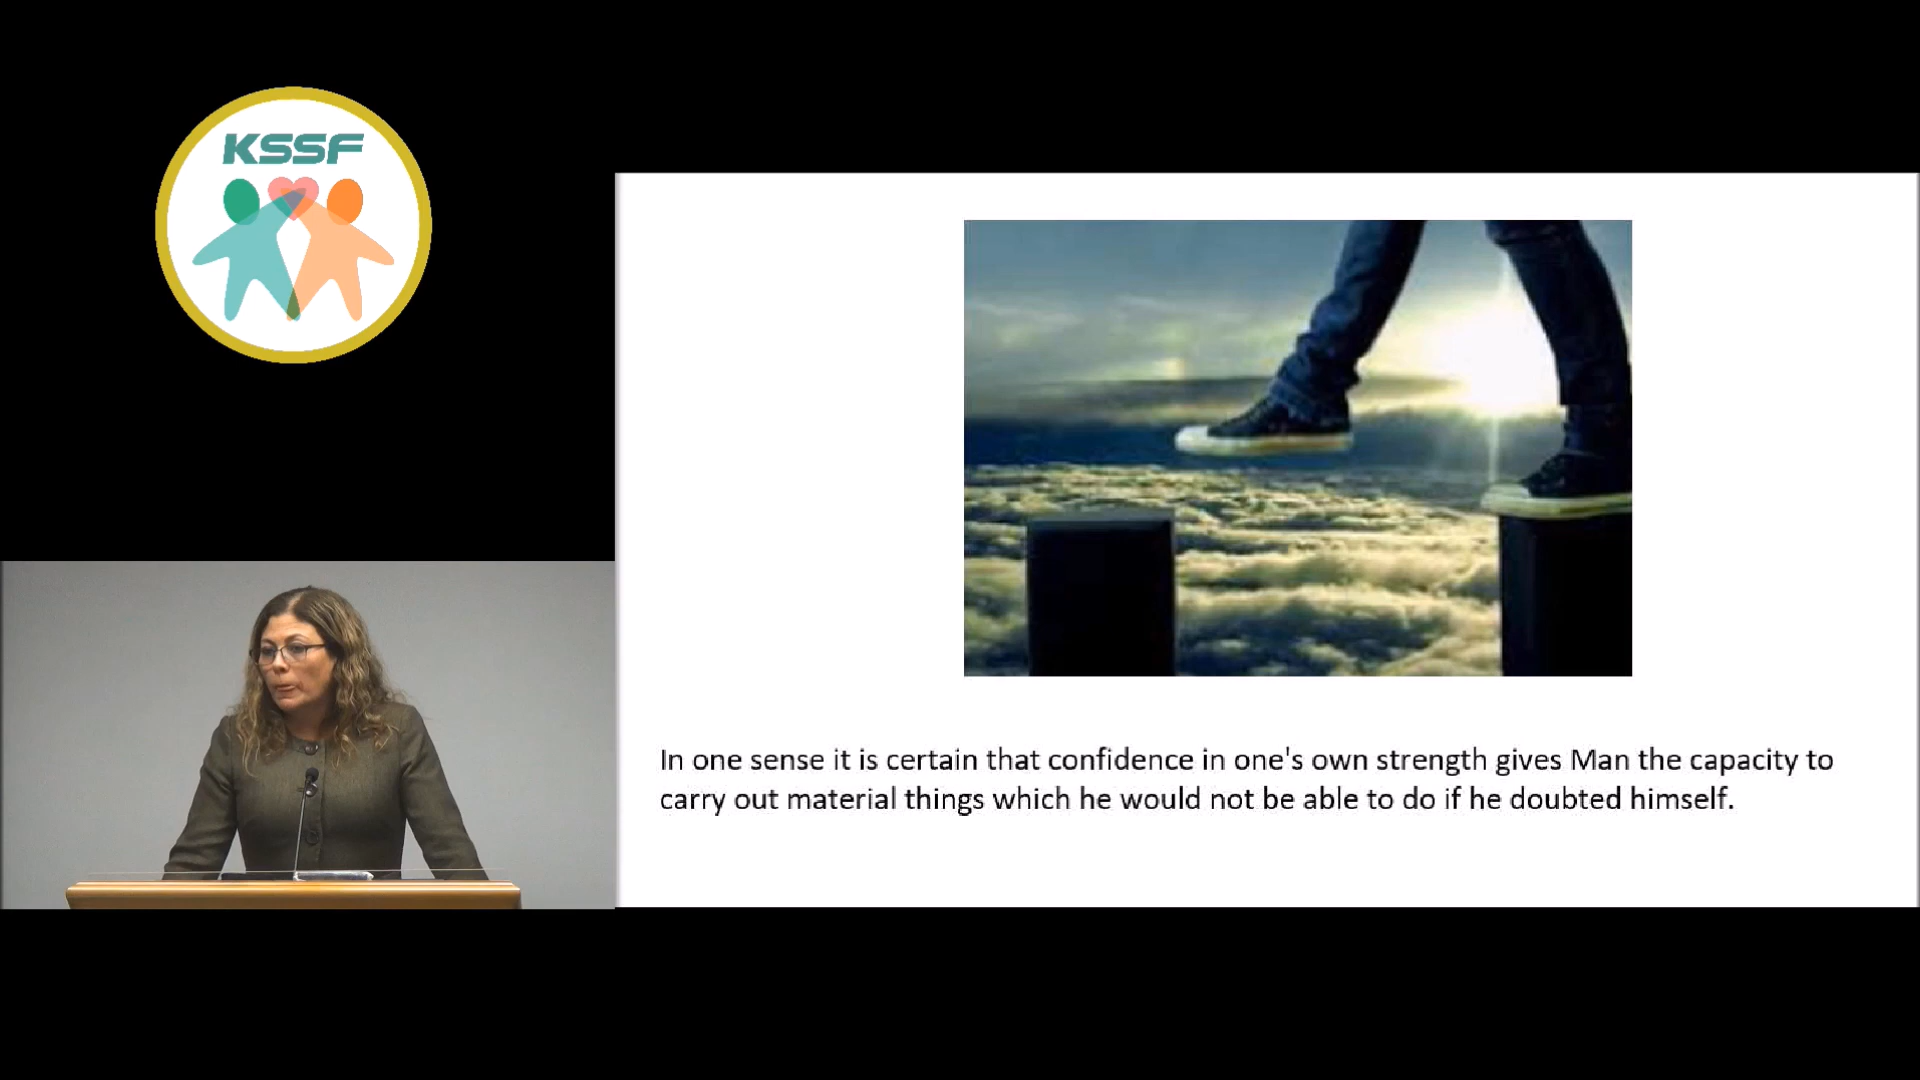 KSSF
In one sense it is certain that confidence in one's own strength gives Man the capacity to
carry out material things which he would not be able to do if he doubted himself.